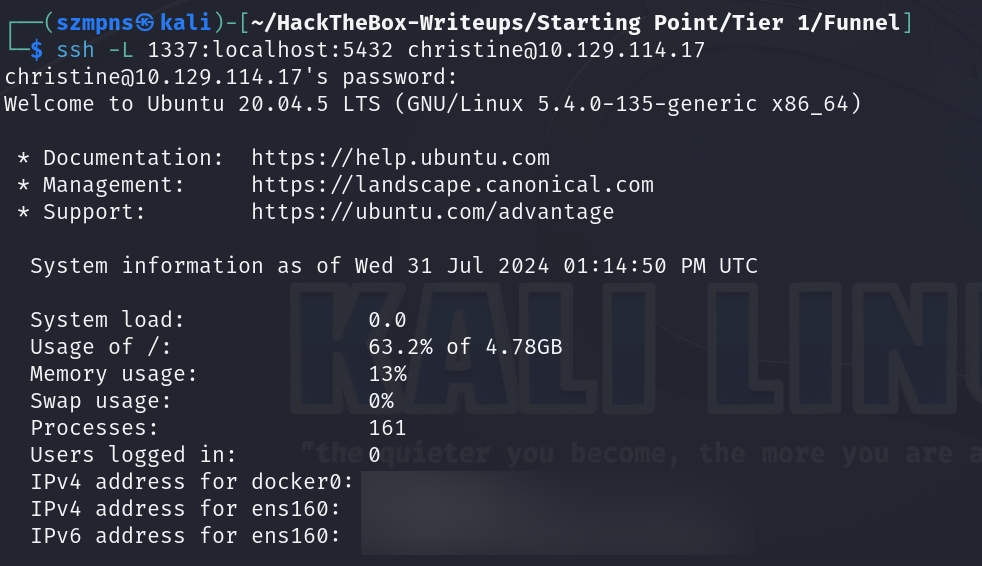 ┌──(szmpns㉿kali)-[~/HackTheBox-Writeups/Starting Point/Tier 1/Funnel]
└─$ ssh -L 1337:localhost:5432 christine@10.129.114.17
christine@10.129.114.17's password:
Welcome to Ubuntu 20.04.5 LTS (GNU/Linux 5.4.0-135-generic x86_64)
* Documentation: https://help.ubuntu.com
* Management: https://landscape.canonical.com
* Support: https://ubuntu.com/advantage
System information as of Wed 31 Jul 2024 01:14:50 PM UTC
KALI LINU
System load: 0.0
Usage of /: 63.2% of 4.78GB
Memory usage: 13%
Swap usage: 0%
Processes: 161
Users logged in: 0
"the quieter you become, the more you are a
IPv4 address for docker0:
IPv4 address for ens160:
IPv6 address for ens160: